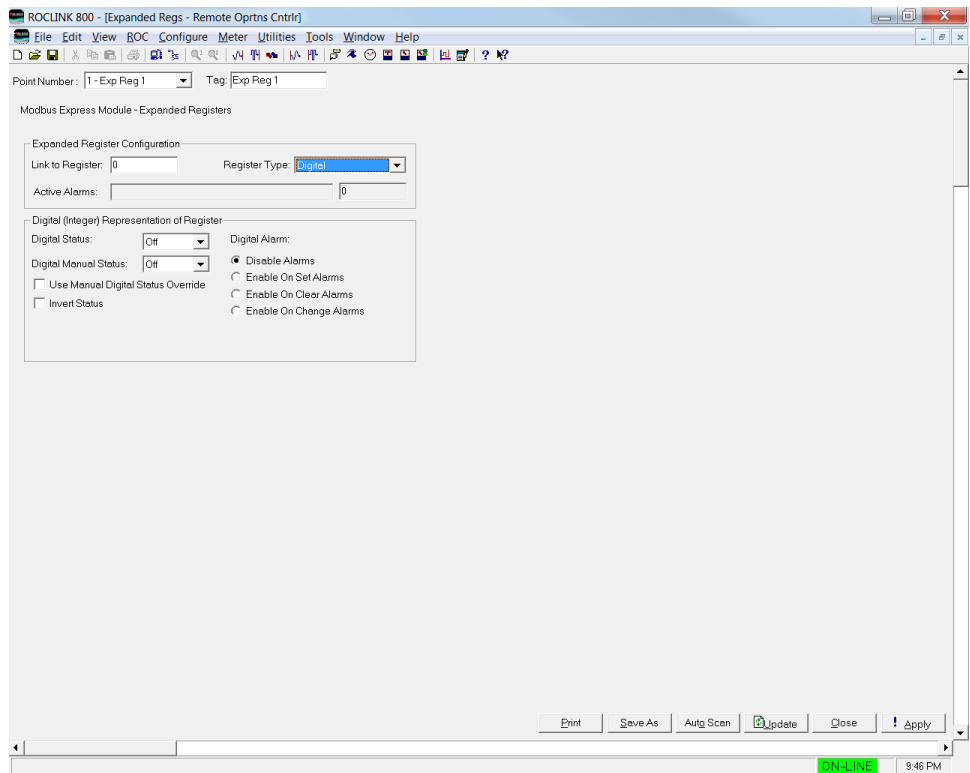 ROCLINK 800 - [Expanded Regs - Remote Oprtns Cntrlr]
File Edit View ROC Configure Meter Utilities Tools Window Help
Point Number : 1 - Exp Reg 1 Tag: Exp Reg 1
Modbus Express Module - Expanded Registers
Expanded Register Configuration
Link to Register: 0 Register Type: Digital
Active Alarms: 0
Digital (Integer) Representation of Register
Digital Status: Off Digital Alarm:
Digital Manual Status: Off Disable Alarms
Use Manual Digital Status Override Enable On Set Alarms
Invert Status Enable On Clear Alarms
Enable On Change Alarms
Print Save As Auto Scan Update Close ! Apply
ON-LINE 9:46 PM